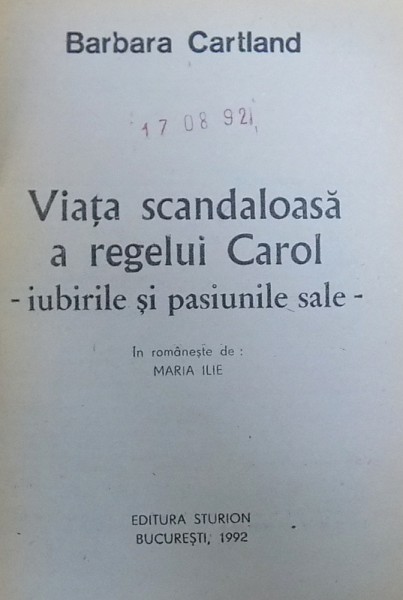 Barbara Cartland
17 08 92
Viața scandaloasă
a regelui Carol
- iubirile și pasiunile sale -
În românește de :
MARIA ILIE
EDITURA STURION
BUCUREȘTI, 1992